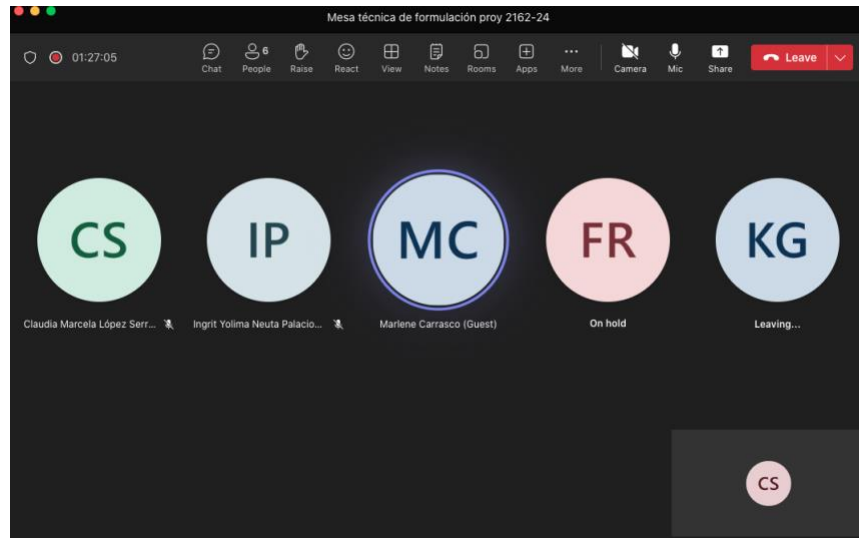 Mesa técnica de formulación proy 2162-24
01:27:05
Chat
6
People
Raise
React
View
Notes
Rooms
Apps
More
Camera
Mic
Share
Leave
CS
IP
MC
FR
KG
Claudia Marcela López Serr...
Ingrit Yolima Neuta Palacio...
Marlene Carrasco (Guest)
On hold
Leaving...
CS